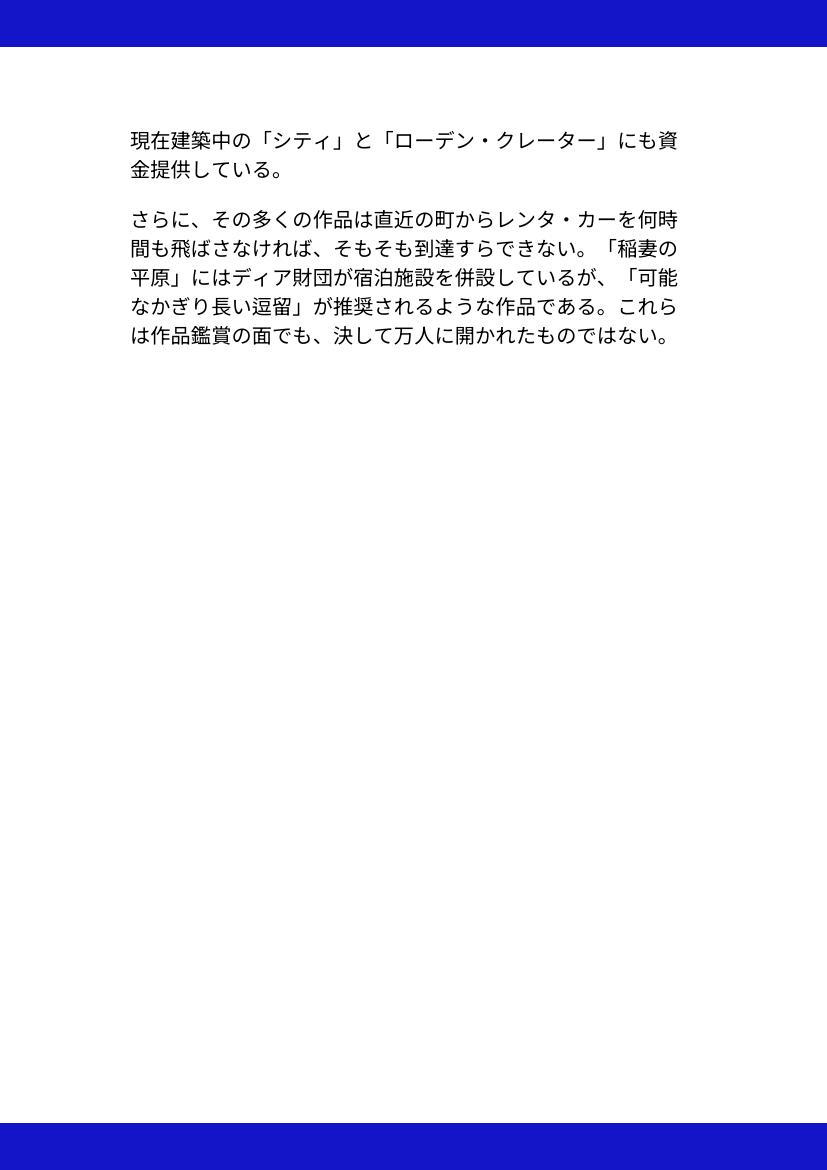 現在建築中の「シティ」と「ローデン・クレーター」にも資
金提供している。
さらに、その多くの作品は直近の町からレンタ・カーを何時
間も飛ばさなければ、そもそも到達すらできない。「稲妻の
平原」にはディア財団が宿泊施設を併設しているが、「可能
なかぎり長い逗留」が推奨されるような作品である。これら
は作品鑑賞の面でも、決して万人に開かれたものではない。